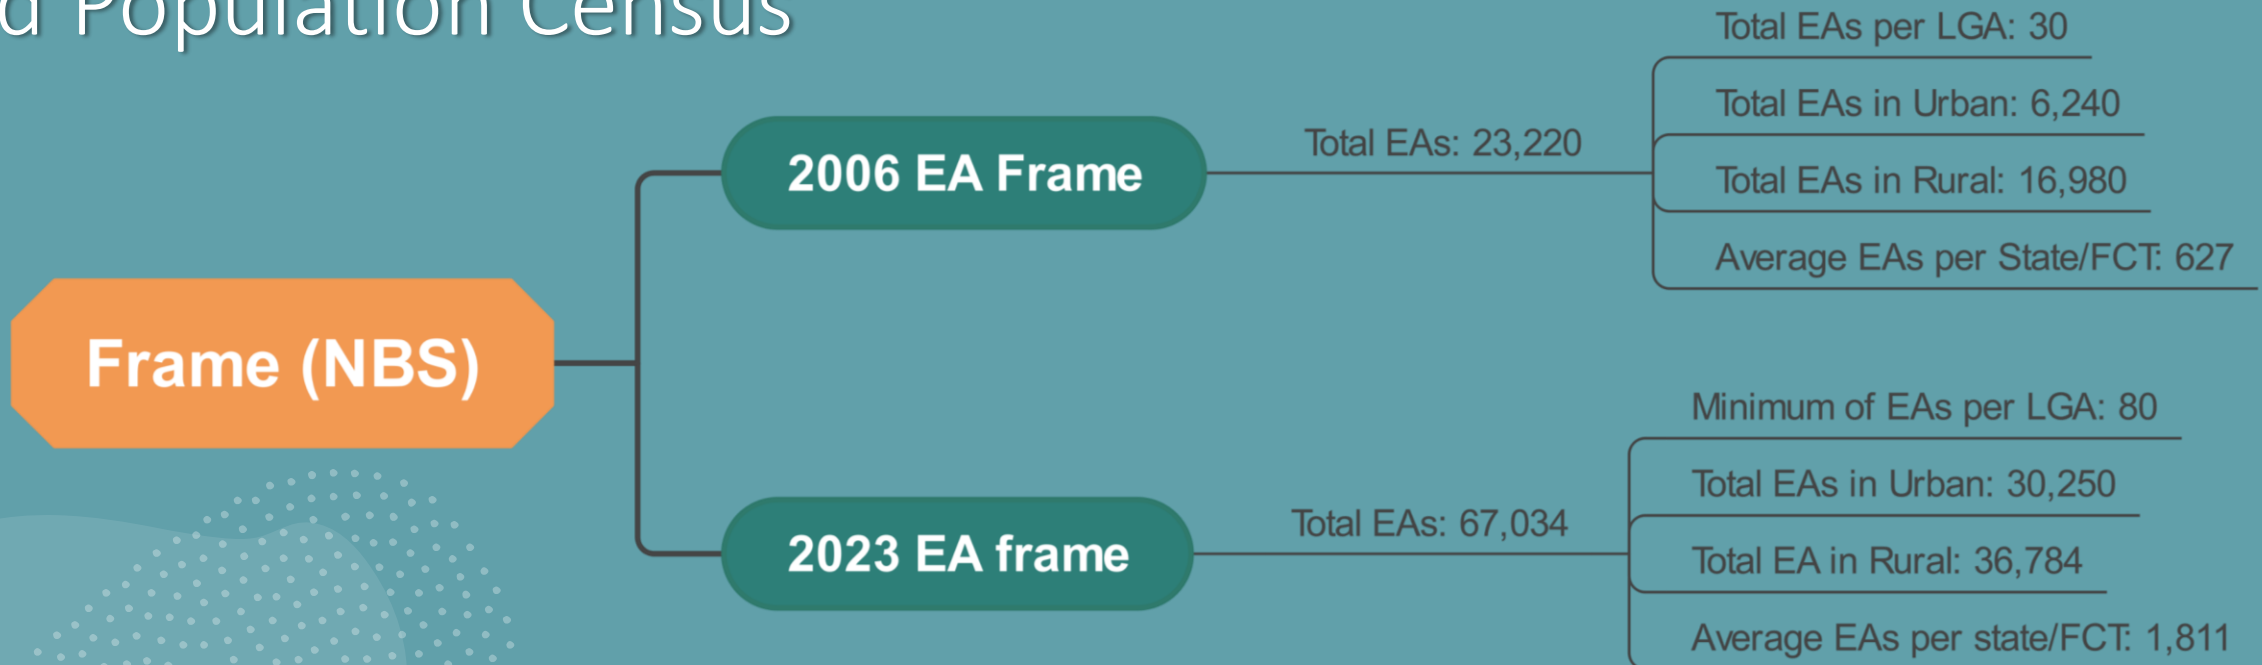 d Population Census
Frame (NBS)
2006 EA Frame
Total EAs: 23,220
Total EAs per LGA: 30
Total EAs in Urban: 6,240
Total EAs in Rural: 16,980
Average EAs per State/FCT: 627
2023 EA frame
Total EAs: 67,034
Minimum of EAs per LGA: 80
Total EAs in Urban: 30,250
Total EA in Rural: 36,784
Average EAs per state/FCT: 1,811